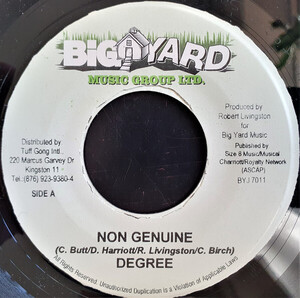 BIG YARD
MUSIC GROUP LTD.
Distributed by
Tuff Gong Intl.
220 Marcus Garvey Dr
Kingston 11 -
Tel:(876) 923-9380-4
SIDE A
Produced by
Robert Livingston
for
Big Yard Music
Published by
Size 8 Music/Musical
Charriott/Royalty Network
(ASCAP)
BYJ 7011
NON GENUINE
(C. Butt/D. Harriott/R. Livingston/C. Birch)
DEGREE
All Rights Reserved. Unauthorized Duplication is a Violation of Applicable Laws